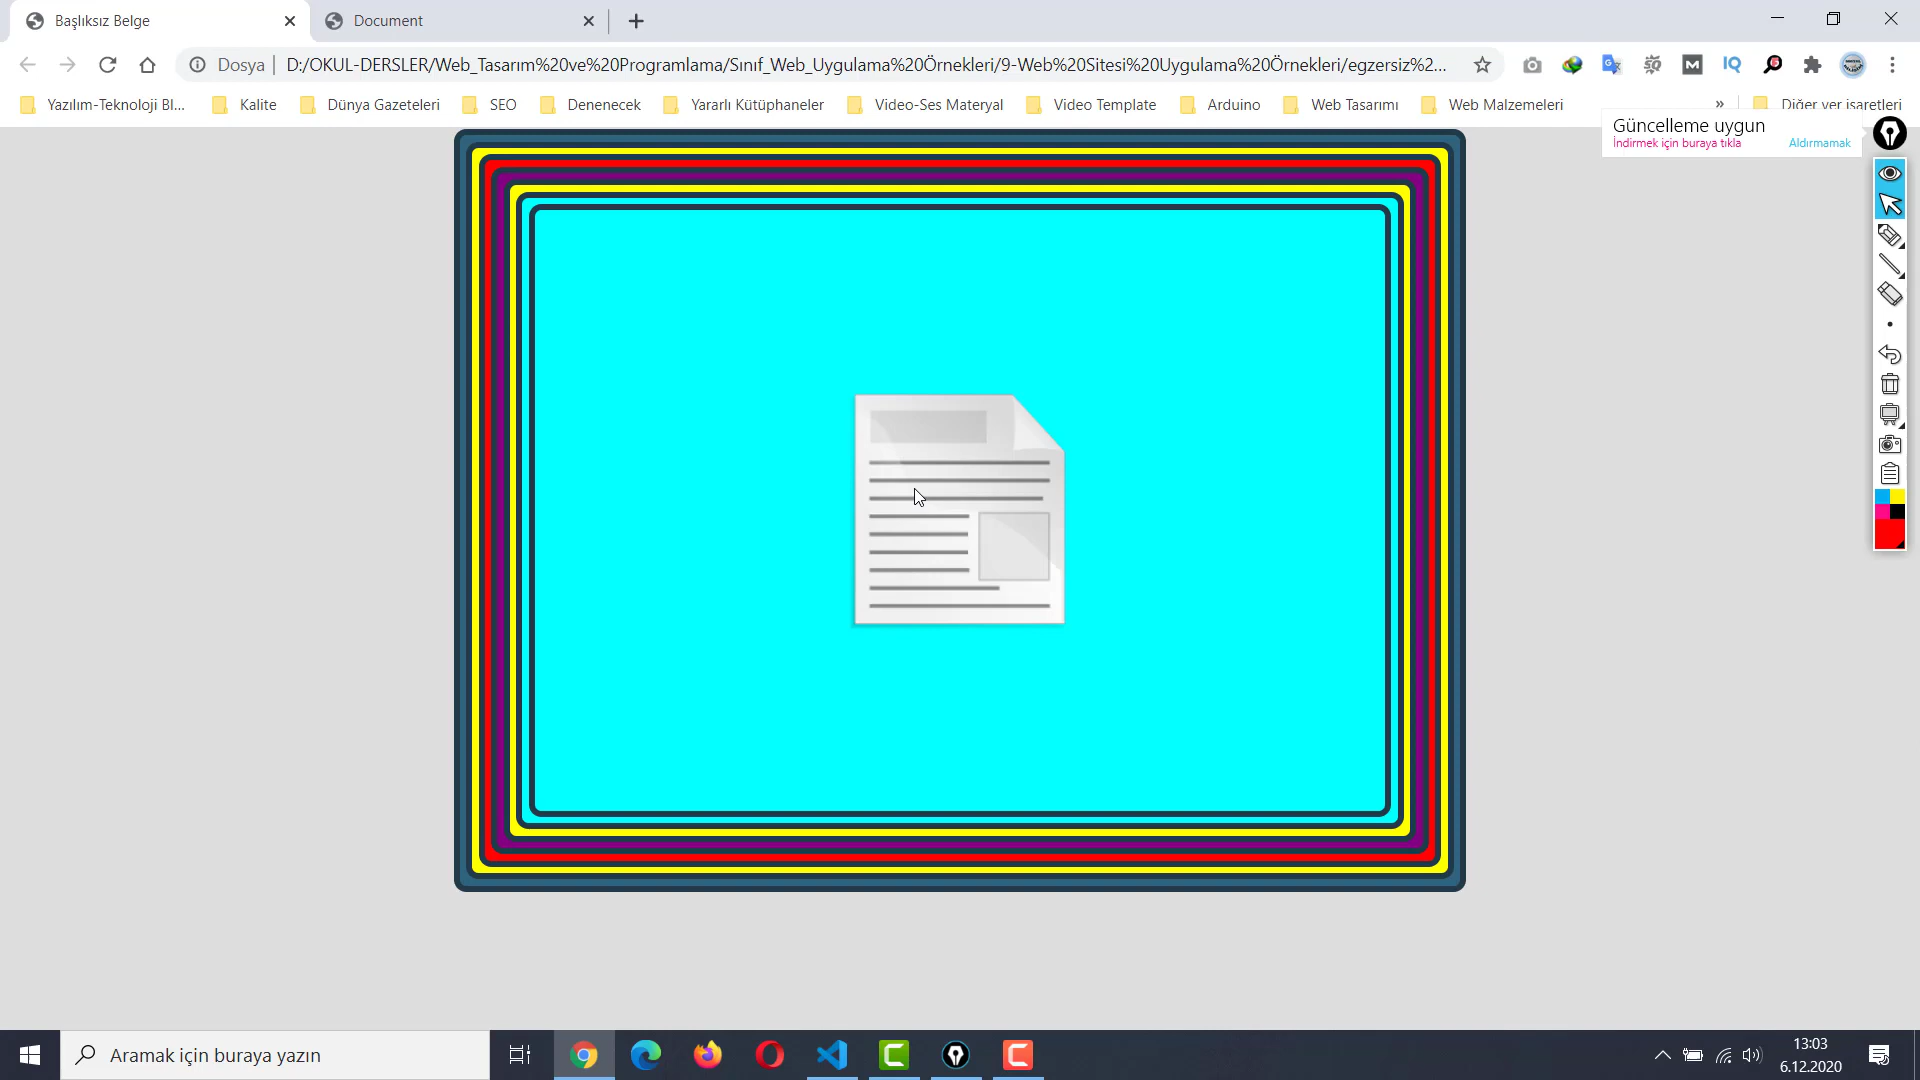 Başlıksız Belge
Document
Dosya D:/OKUL-DERSLER/Web_Tasarım%20ve%20Programlama/Sınıf_Web_Uygulama%20Örnekleri/9-Web%20Sitesi%20Uygulama%20Örnekleri/egzersiz%2...
Yazılım-Teknoloji Bl...
Kalite
Dünya Gazeteleri
SEO
Denenecek
Yararlı Kütüphaneler
Video-Ses Materyal
Video Template
Arduino
Web Tasarımı
Web Malzemeleri
»
Diğer yer işaretleri
Güncelleme uygun
İndirmek için buraya tıkla
Aldırmamak
Aramak için buraya yazın
13:03
6.12.2020